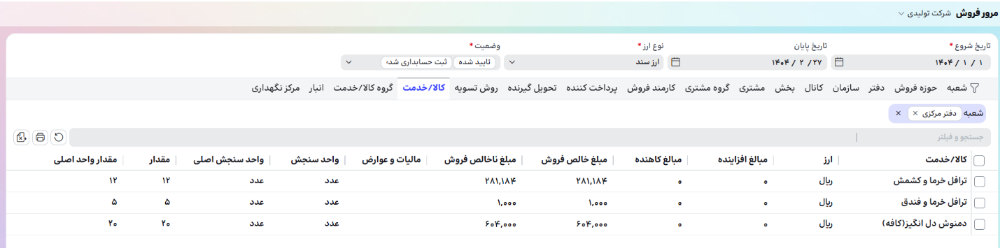 مرور فروش شرکت تولیدی
تاریخ شروع * تاریخ پایان نوع ارز * وضعیت *
۱۴۰۴ / ۱ / ۱ ۱۴۰۴ / ۲ / ۲۷ ارز سند تایید شده ثبت حسابداری شده
شعبه حوزه فروش دفتر سازمان کانال بخش مشتری گروه مشتری کارمند فروش پرداخت کننده تحویل گیرنده روش تسویه کالا/خدمت گروه کالا/خدمت انبار مرکز نگهداری
شعبه دفتر مرکزی × ×
جستجو و فیلتر
کالا/خدمت ارز مبالغ افزاینده مبالغ کاهنده مبلغ خالص فروش مبلغ ناخالص فروش مالیات و عوارض واحد سنجش واحد سنجش اصلی مقدار مقدار واحد اصلی
ترافل خرما و کشمش ریال ۰ ۰ ۲۸۱,۱۸۴ ۲۸۱,۱۸۴ عدد عدد ۱۲ ۱۲
ترافل خرما و فندق ریال ۰ ۰ ۱,۰۰۰ ۱,۰۰۰ عدد عدد ۵ ۵
دمنوش دل انگیز(کافه) ریال ۰ ۰ ۶۰۴,۰۰۰ ۶۰۴,۰۰۰ عدد عدد ۲۰ ۲۰